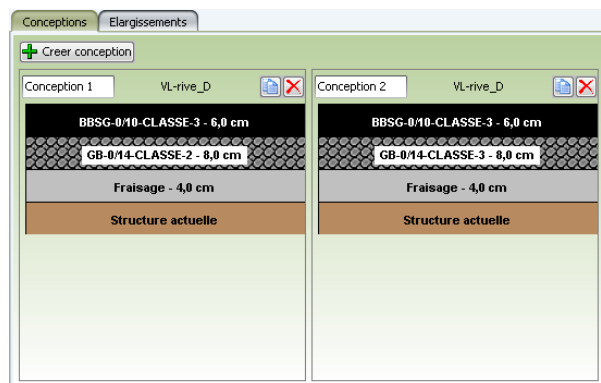 Conceptions Elargissements
Creer conception
Conception 1 VL-rive_D
BBSG-0/10-CLASSE-3 - 6,0 cm
GB-0/14-CLASSE-2 - 8,0 cm
Fraisage - 4,0 cm
Structure actuelle
Conception 2 VL-rive_D
BBSG-0/10-CLASSE-3 - 6,0 cm
GB-0/14-CLASSE-3 - 8,0 cm
Fraisage - 4,0 cm
Structure actuelle